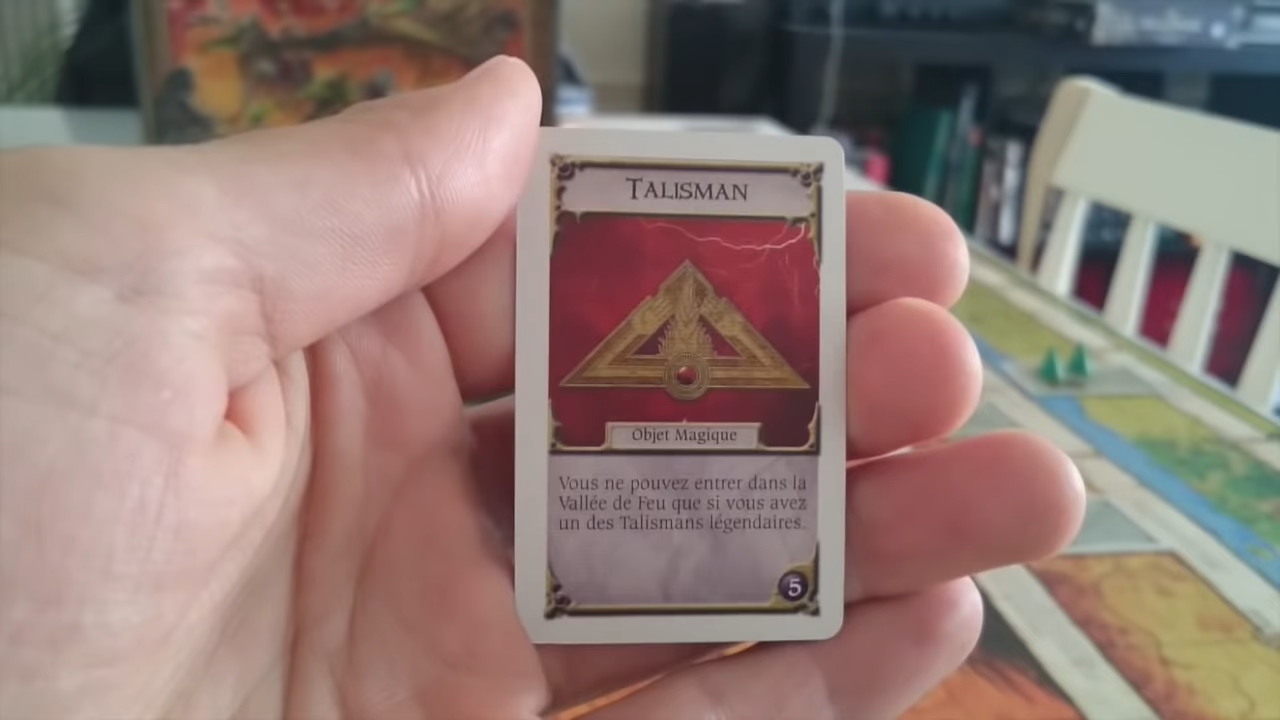 TALISMAN
Objet Magique
Vous ne pouvez entrer dans la
Vallée de Feu que si vous avez
un des Talismans légendaires.
5